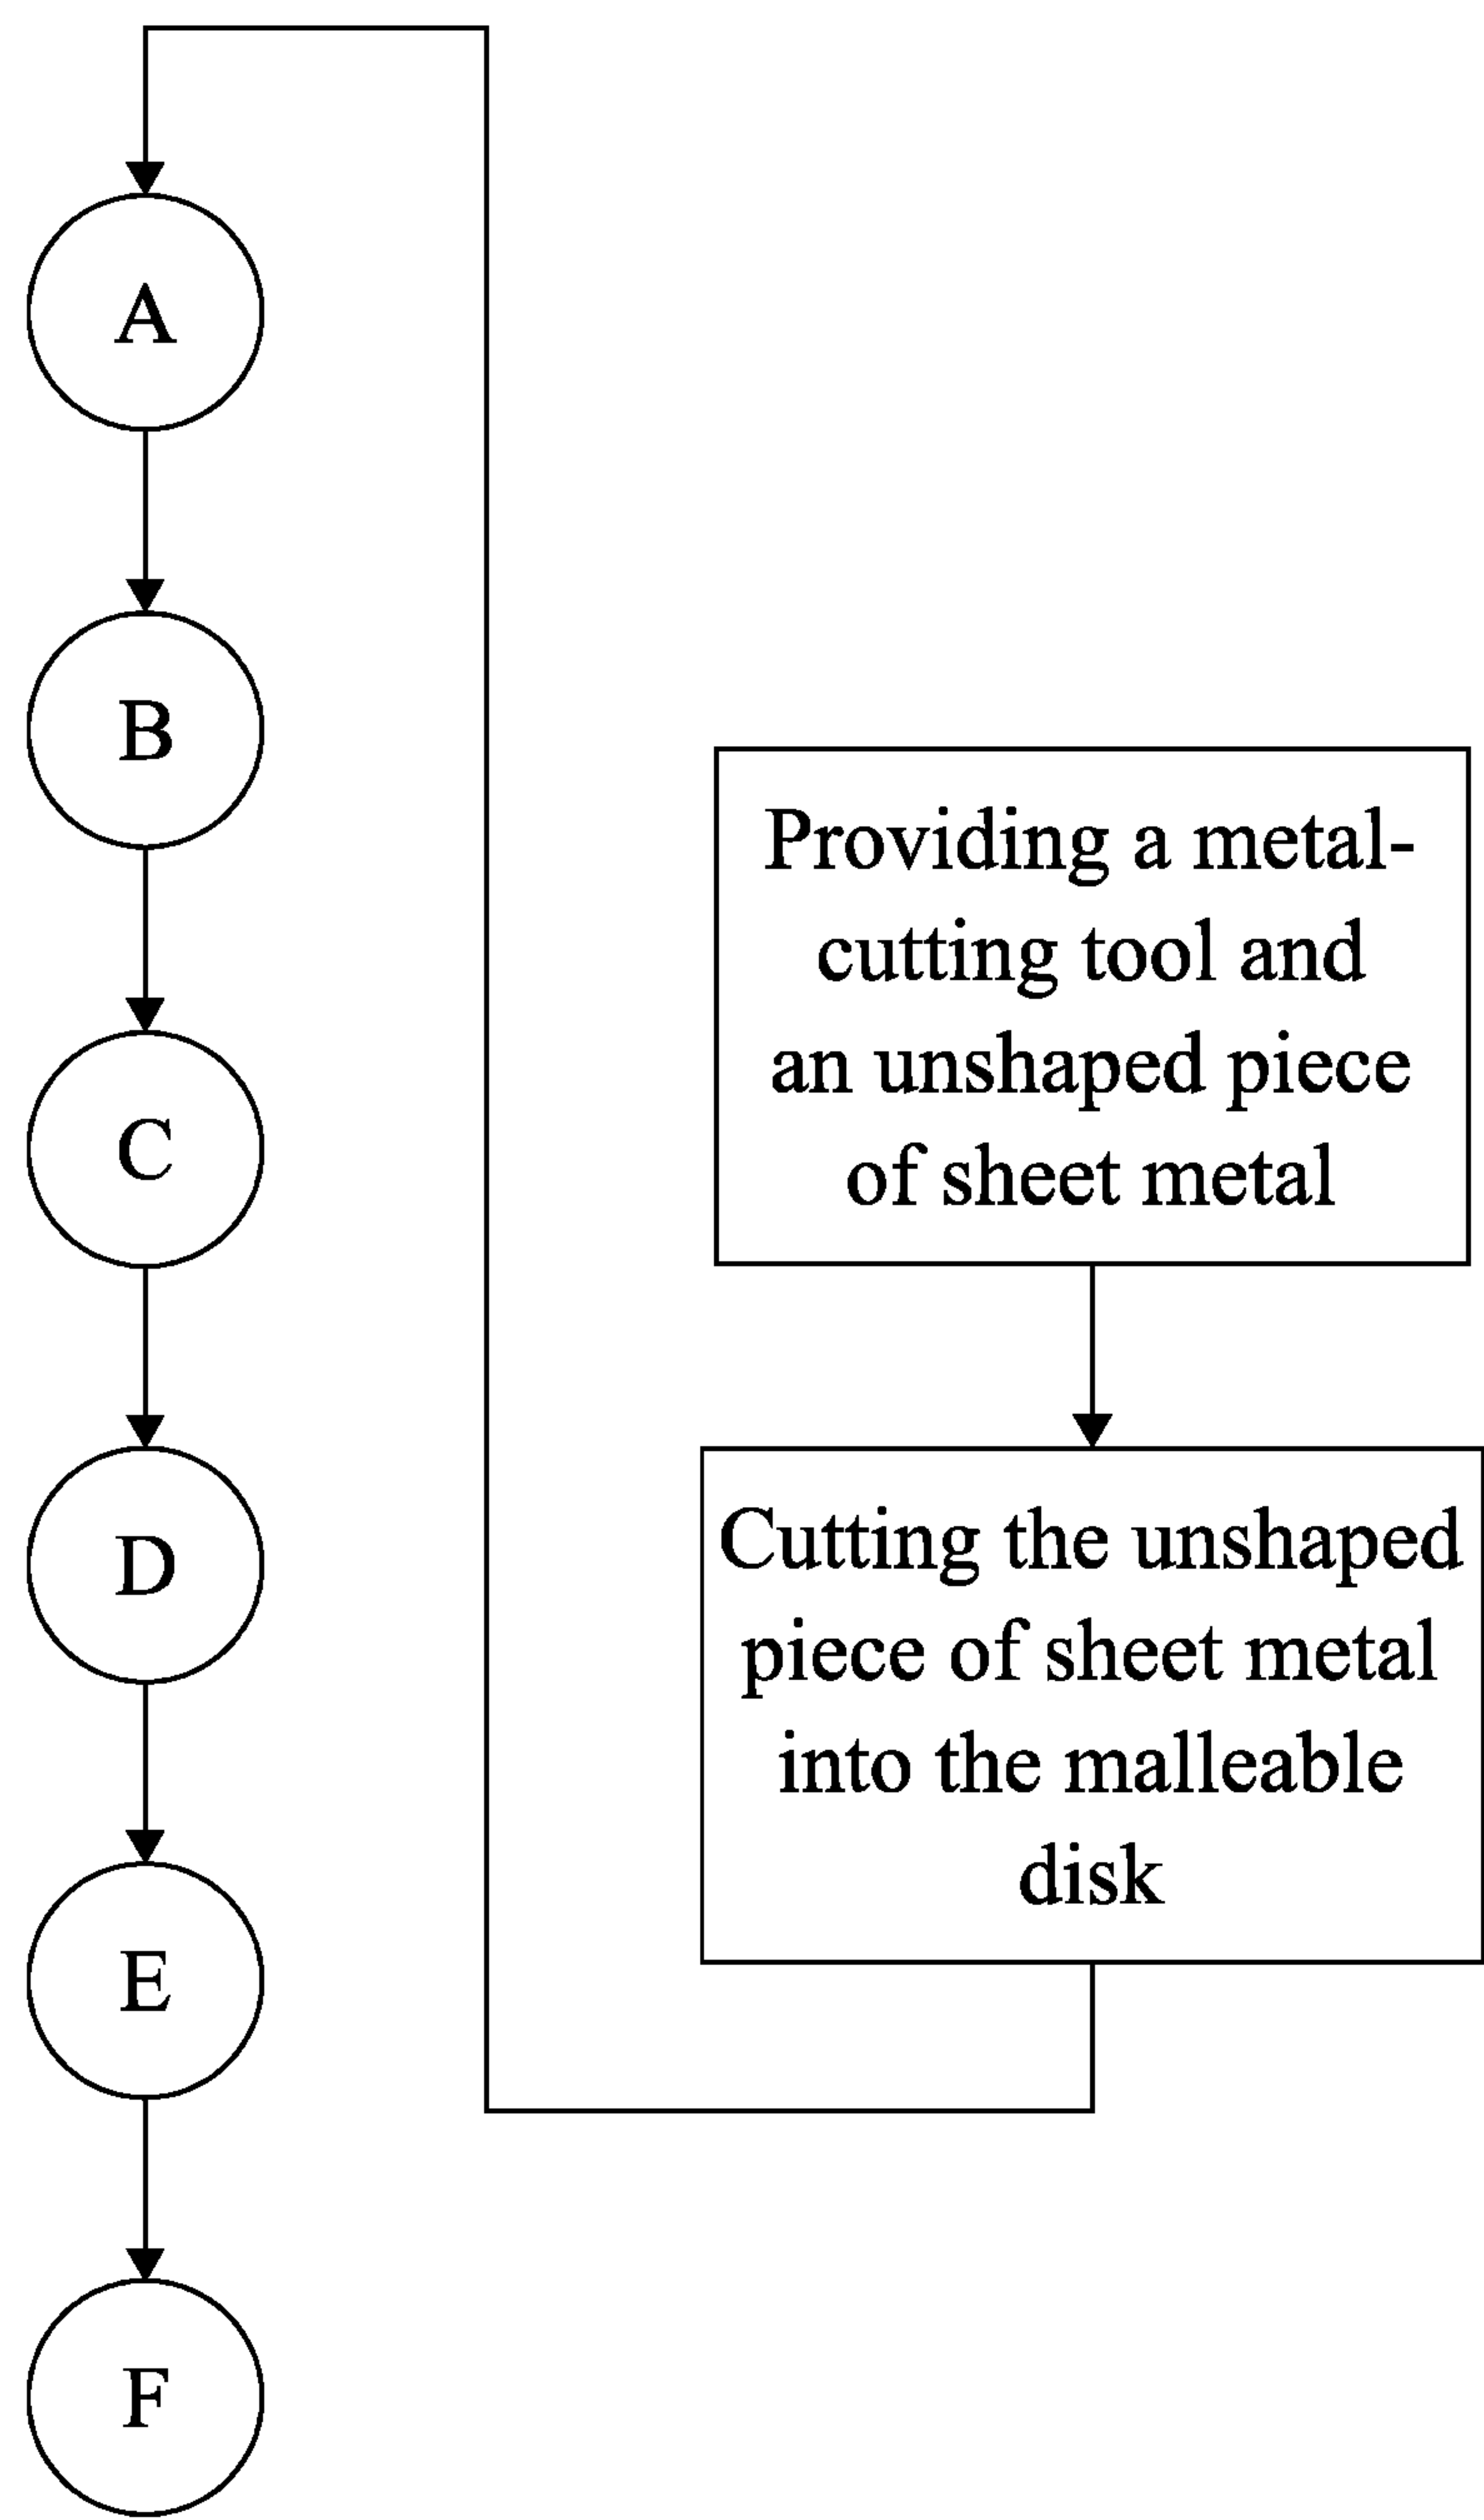 A
B
C
D
E
F
Providing a metal-
cutting tool and
an unshaped piece
of sheet metal
Cutting the unshaped
piece of sheet metal
into the malleable
disk